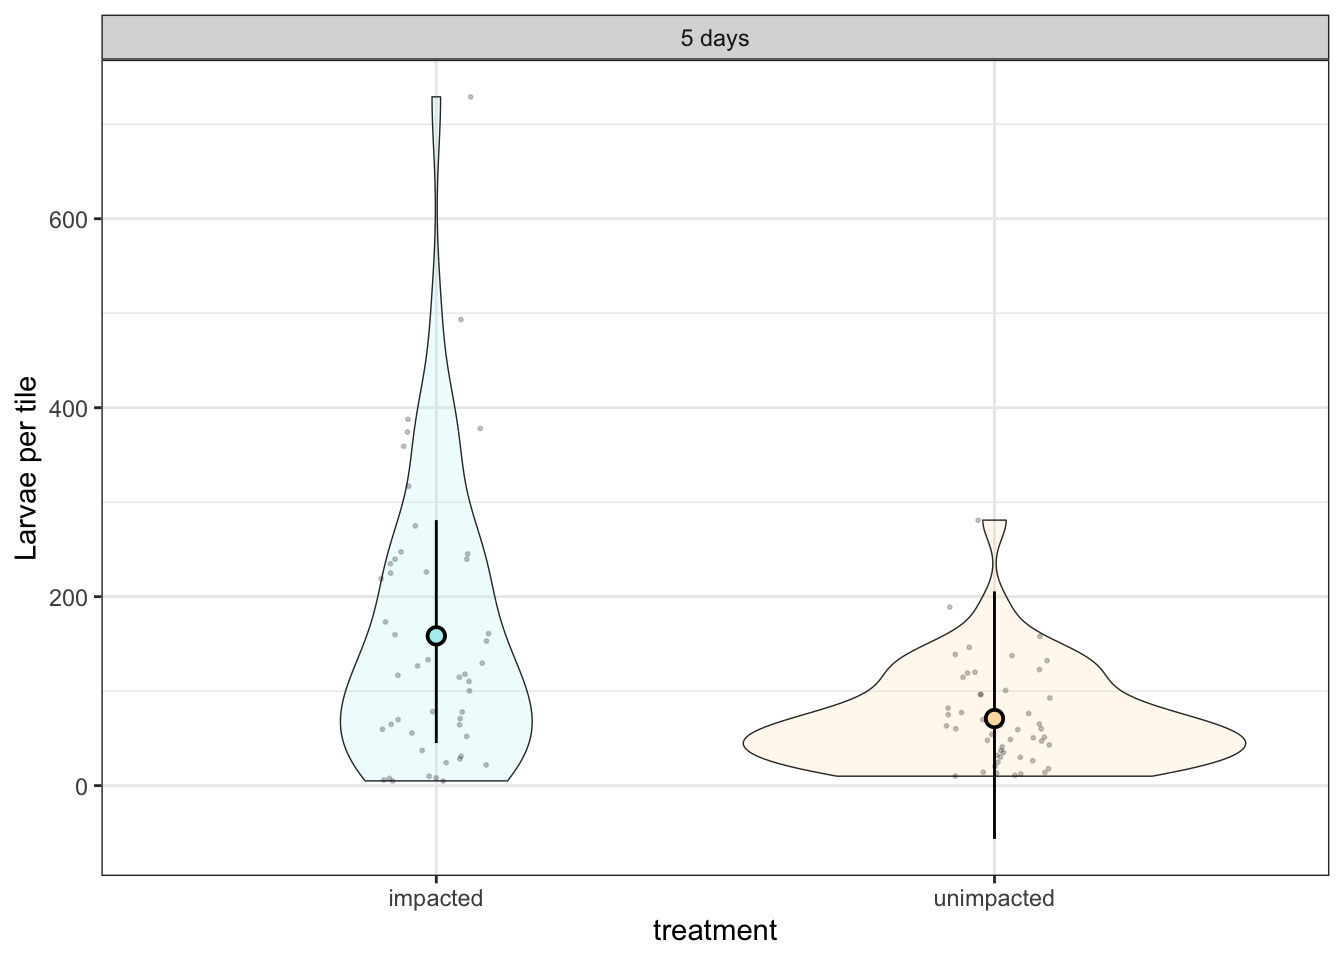 5 days
Larvae per tile
600
400
200
0
impacted
unimpacted
treatment